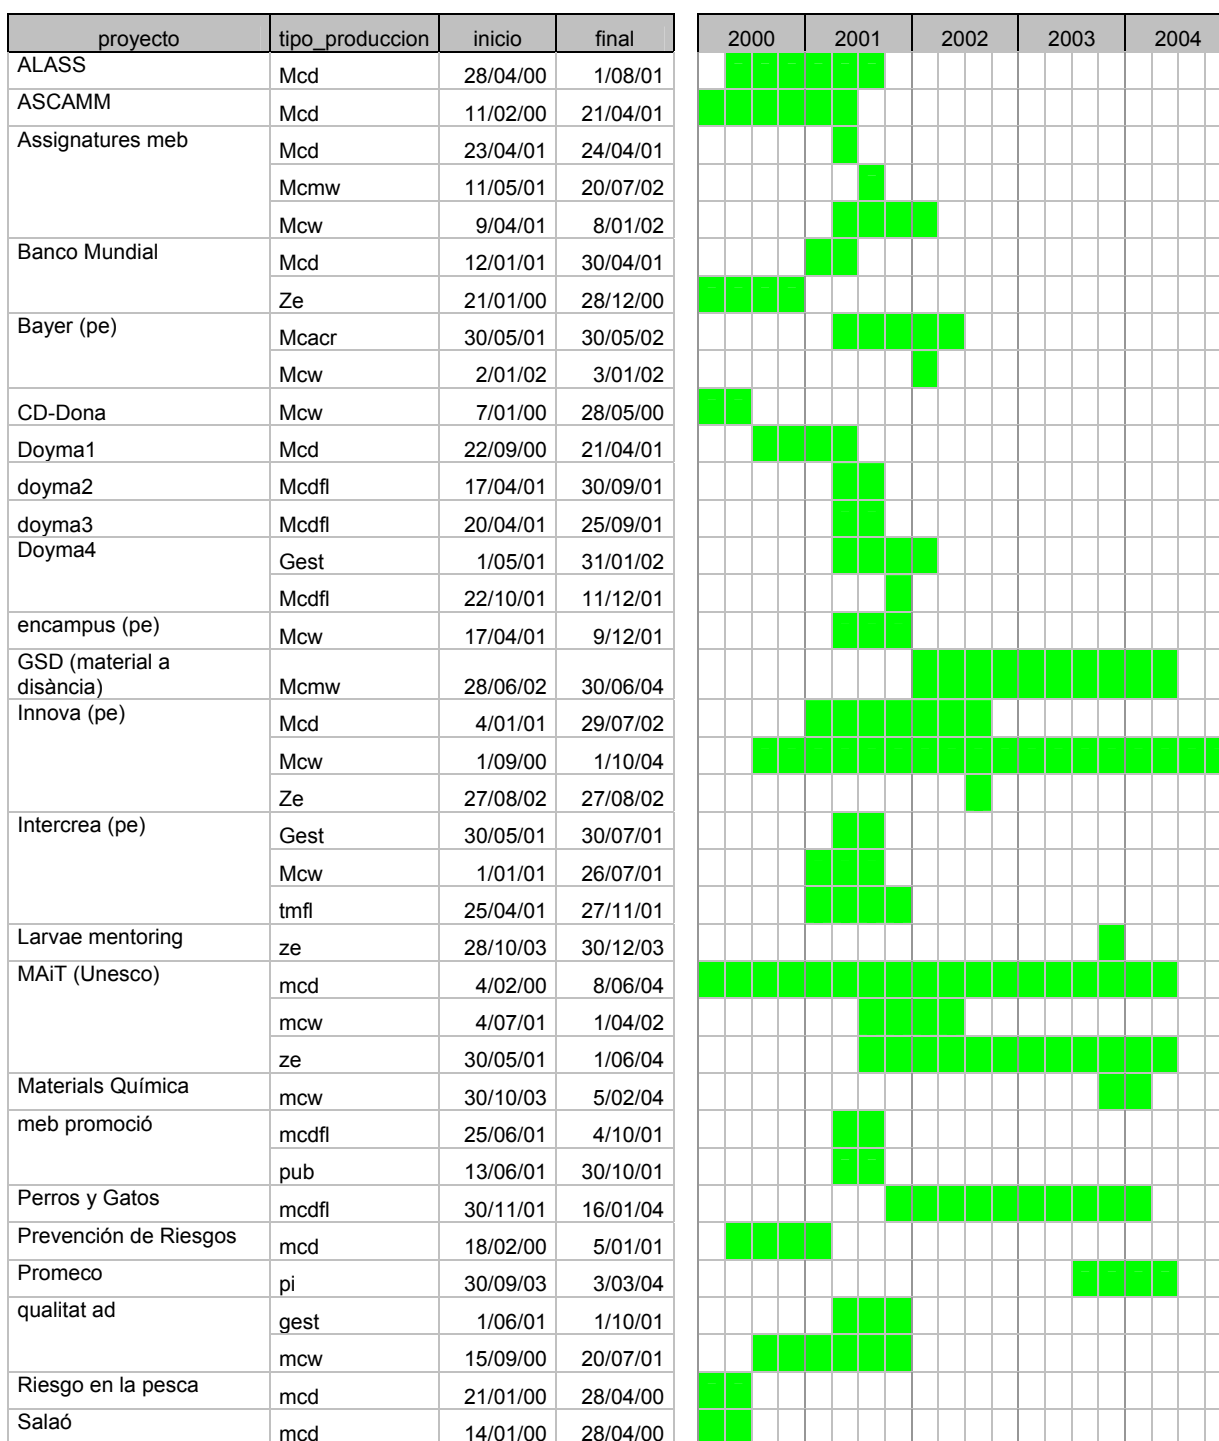 proyecto tipo_produccion inicio final 2000 2001 2002 2003 2004
ALASS Mcd 28/04/00 1/08/01
ASCAMM Mcd 11/02/00 21/04/01
Assignatures meb Mcd 23/04/01 24/04/01
Mcmw 11/05/01 20/07/02
Mcw 9/04/01 8/01/02
Banco Mundial Mcd 12/01/01 30/04/01
Ze 21/01/00 28/12/00
Bayer (pe) Mcacr 30/05/01 30/05/02
Mcw 2/01/02 3/01/02
CD-Dona Mcw 7/01/00 28/05/00
Doyma1 Mcd 22/09/00 21/04/01
doyma2 Mcdfl 17/04/01 30/09/01
doyma3 Mcdfl 20/04/01 25/09/01
Doyma4 Gest 1/05/01 31/01/02
Mcdfl 22/10/01 11/12/01
encampus (pe) Mcw 17/04/01 9/12/01
GSD (material a
disància) Mcmw 28/06/02 30/06/04
Innova (pe) Mcd 4/01/01 29/07/02
Mcw 1/09/00 1/10/04
Ze 27/08/02 27/08/02
Intercrea (pe) Gest 30/05/01 30/07/01
Mcw 1/01/01 26/07/01
tmfl 25/04/01 27/11/01
Larvae mentoring ze 28/10/03 30/12/03
MAiT (Unesco) mcd 4/02/00 8/06/04
mcw 4/07/01 1/04/02
ze 30/05/01 1/06/04
Materials Química mcw 30/10/03 5/02/04
meb promoció mcdfl 25/06/01 4/10/01
pub 13/06/01 30/10/01
Perros y Gatos mcdfl 30/11/01 16/01/04
Prevención de Riesgos mcd 18/02/00 5/01/01
Promeco pi 30/09/03 3/03/04
qualitat ad gest 1/06/01 1/10/01
mcw 15/09/00 20/07/01
Riesgo en la pesca mcd 21/01/00 28/04/00
Salaó mcd 14/01/00 28/04/00